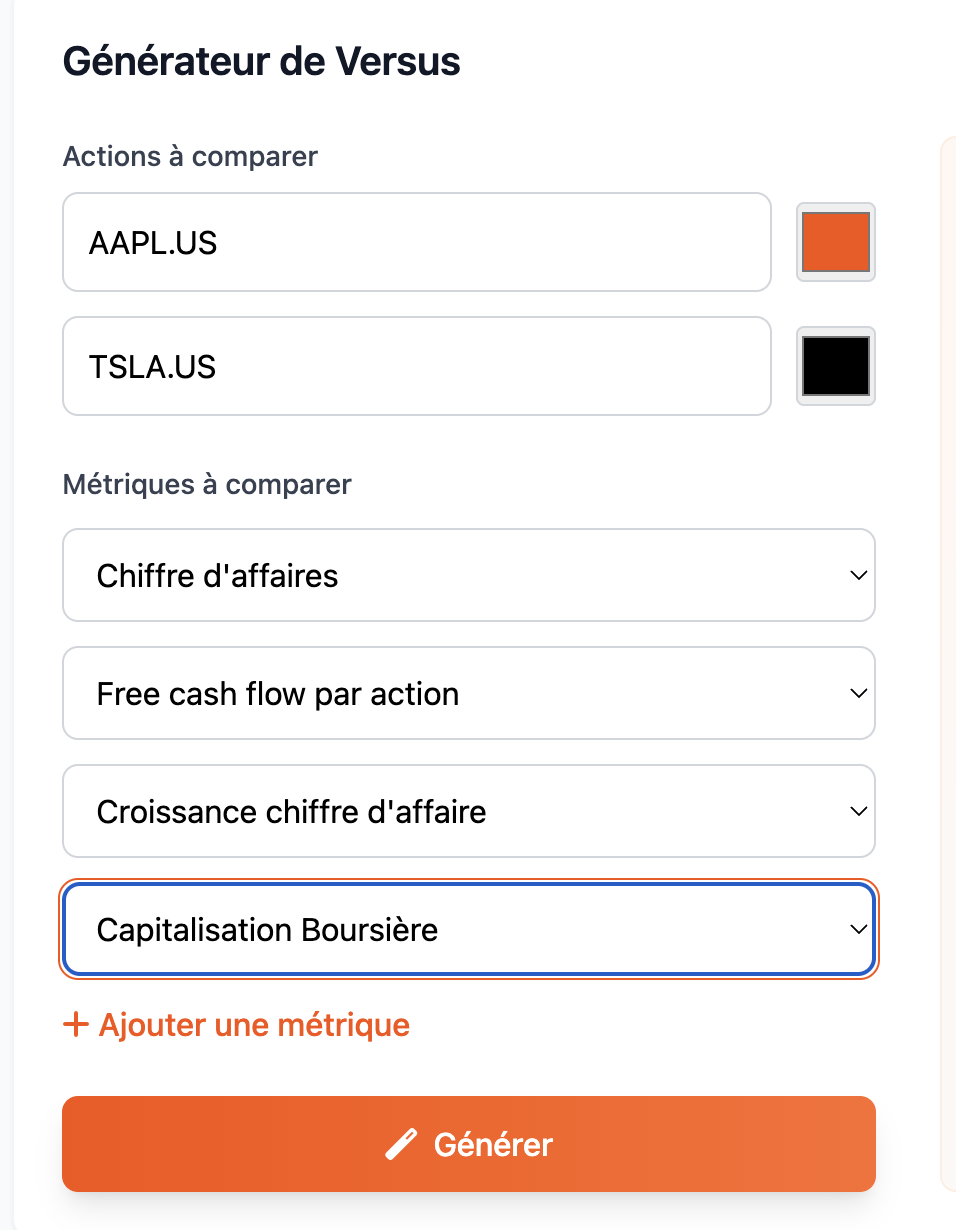 Générateur de Versus
Actions à comparer
AAPL.US
TSLA.US
Métriques à comparer
Chiffre d'affaires
Free cash flow par action
Croissance chiffre d'affaire
Capitalisation Boursière
+ Ajouter une métrique
Générer